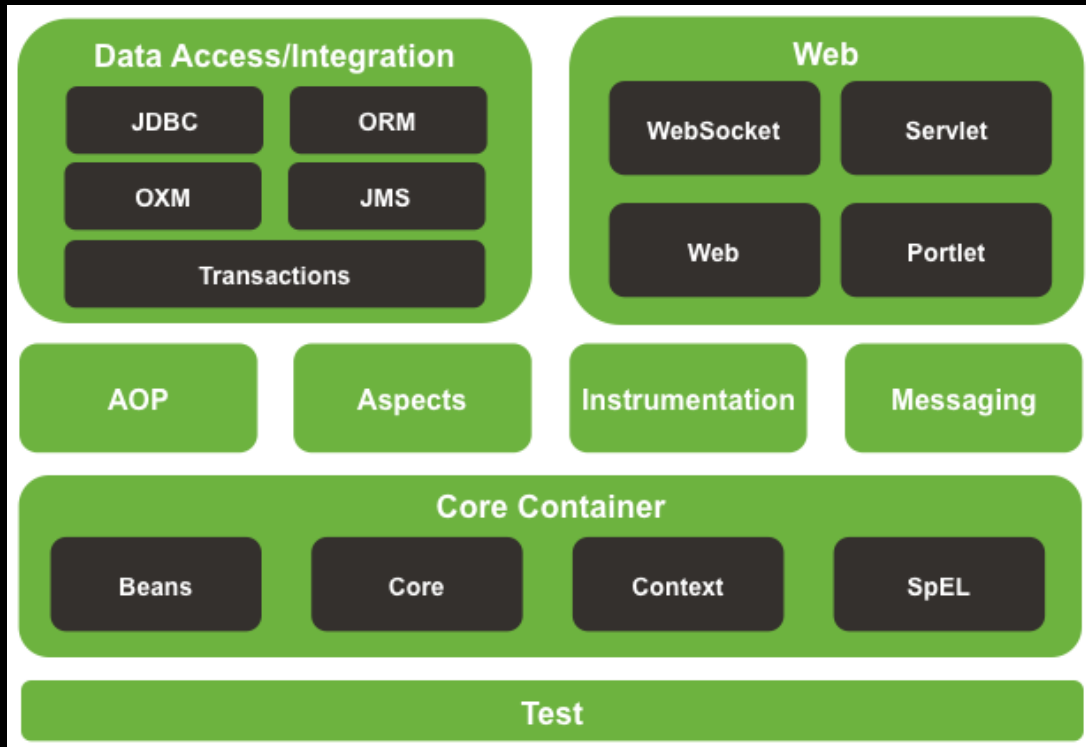 Data Access/Integration
JDBC
ORM
OXM
JMS
Transactions
Web
WebSocket
Servlet
Web
Portlet
AOP
Aspects
Instrumentation
Messaging
Core Container
Beans
Core
Context
SpEL
Test